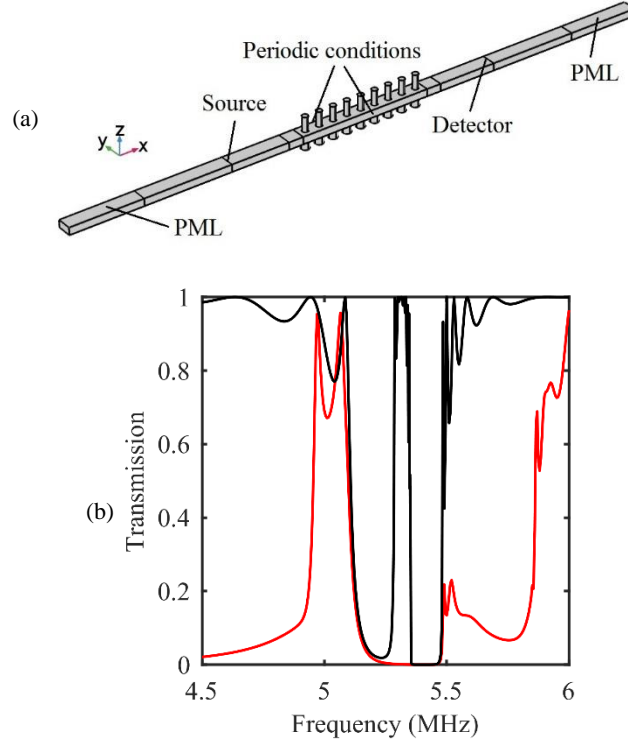 PML
Periodic conditions
Source
(a)
z
y
x
Detector
PML
(b)
Transmission
1
0.8
0.6
0.4
0.2
0
4.5 5 5.5 6
Frequency (MHz)